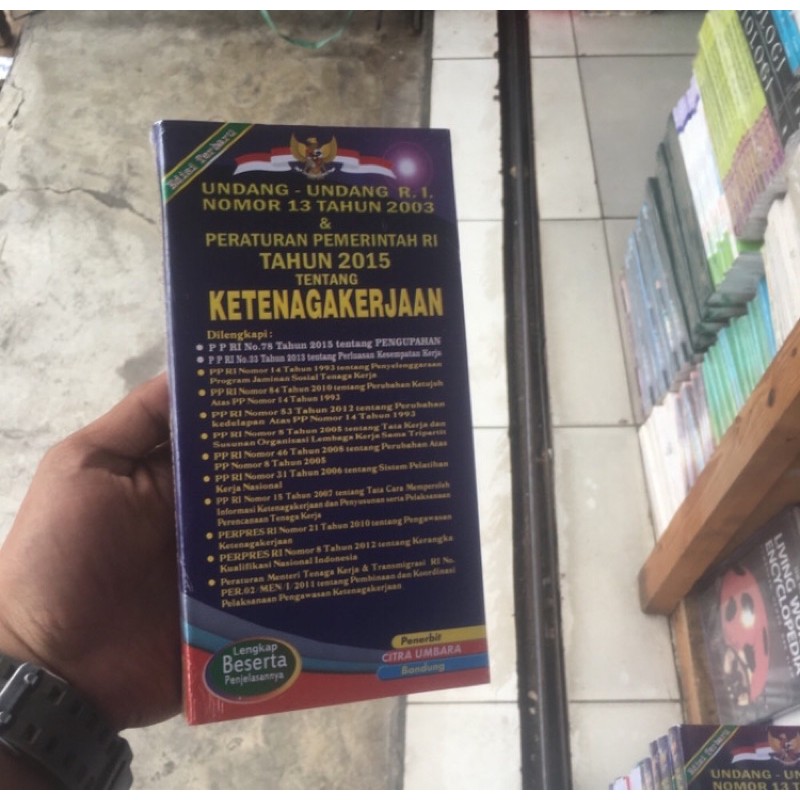 Edisi Terbaru
UNDANG - UNDANG R.I.
NOMOR 13 TAHUN 2003
&
PERATURAN PEMERINTAH RI
TAHUN 2015
TENTANG
KETENAGAKERJAAN
Dilengkapi :
P P RI No.78 Tahun 2015 tentang PENGUPAHAN
P P RI No.33 Tahun 2013 tentang Perluasan Kesempatan Kerja
PP RI Nomor 14 Tahun 1993 tentang Penyelenggaraan
Program Jaminan Sosial Tenaga Kerja
PP RI Nomor 84 Tahun 2010 tentang Perubahan Ketujuh
Atas PP Nomor 14 Tahun 1993
PP RI Nomor 53 Tahun 2012 tentang Perubahan
kedelapan Atas PP Nomor 14 Tahun 1993
PP RI Nomor 8 Tahun 2005 tentang Tata Kerja dan
Susunan Organisasi Lembaga Kerja Sama Tripartit
PP RI Nomor 46 Tahun 2008 tentang Perubahan Atas
PP Nomor 8 Tahun 2005
PP RI Nomor 31 Tahun 2006 tentang Sistem Pelatihan
Kerja Nasional
PP RI Nomor 15 Tahun 2007 tentang Tata Cara Memperoleh
Informasi Ketenagakerjaan dan Penyusunan serta Pelaksanaan
Perencanaan Tenaga Kerja
PERPRES RI Nomor 21 Tahun 2010 tentang Pengawasan
Ketenagakerjaan
PERPRES RI Nomor 8 Tahun 2012 tentang Kerangka
Kualifikasi Nasional Indonesia
Peraturan Menteri Tenaga Kerja & Transmigrasi RI No.
PER.02/MEN/I/2011 tentang Pembinaan dan Koordinasi
Pelaksanaan Pengawasan Ketenagakerjaan
Lengkap
Beserta
Penjelasannya
Penerbit
CITRA UMBARA
Bandung
LIVING
ENCYCLOPEDIA
Edisi Terbaru
UNDANG - UN
NOMOR 13 T